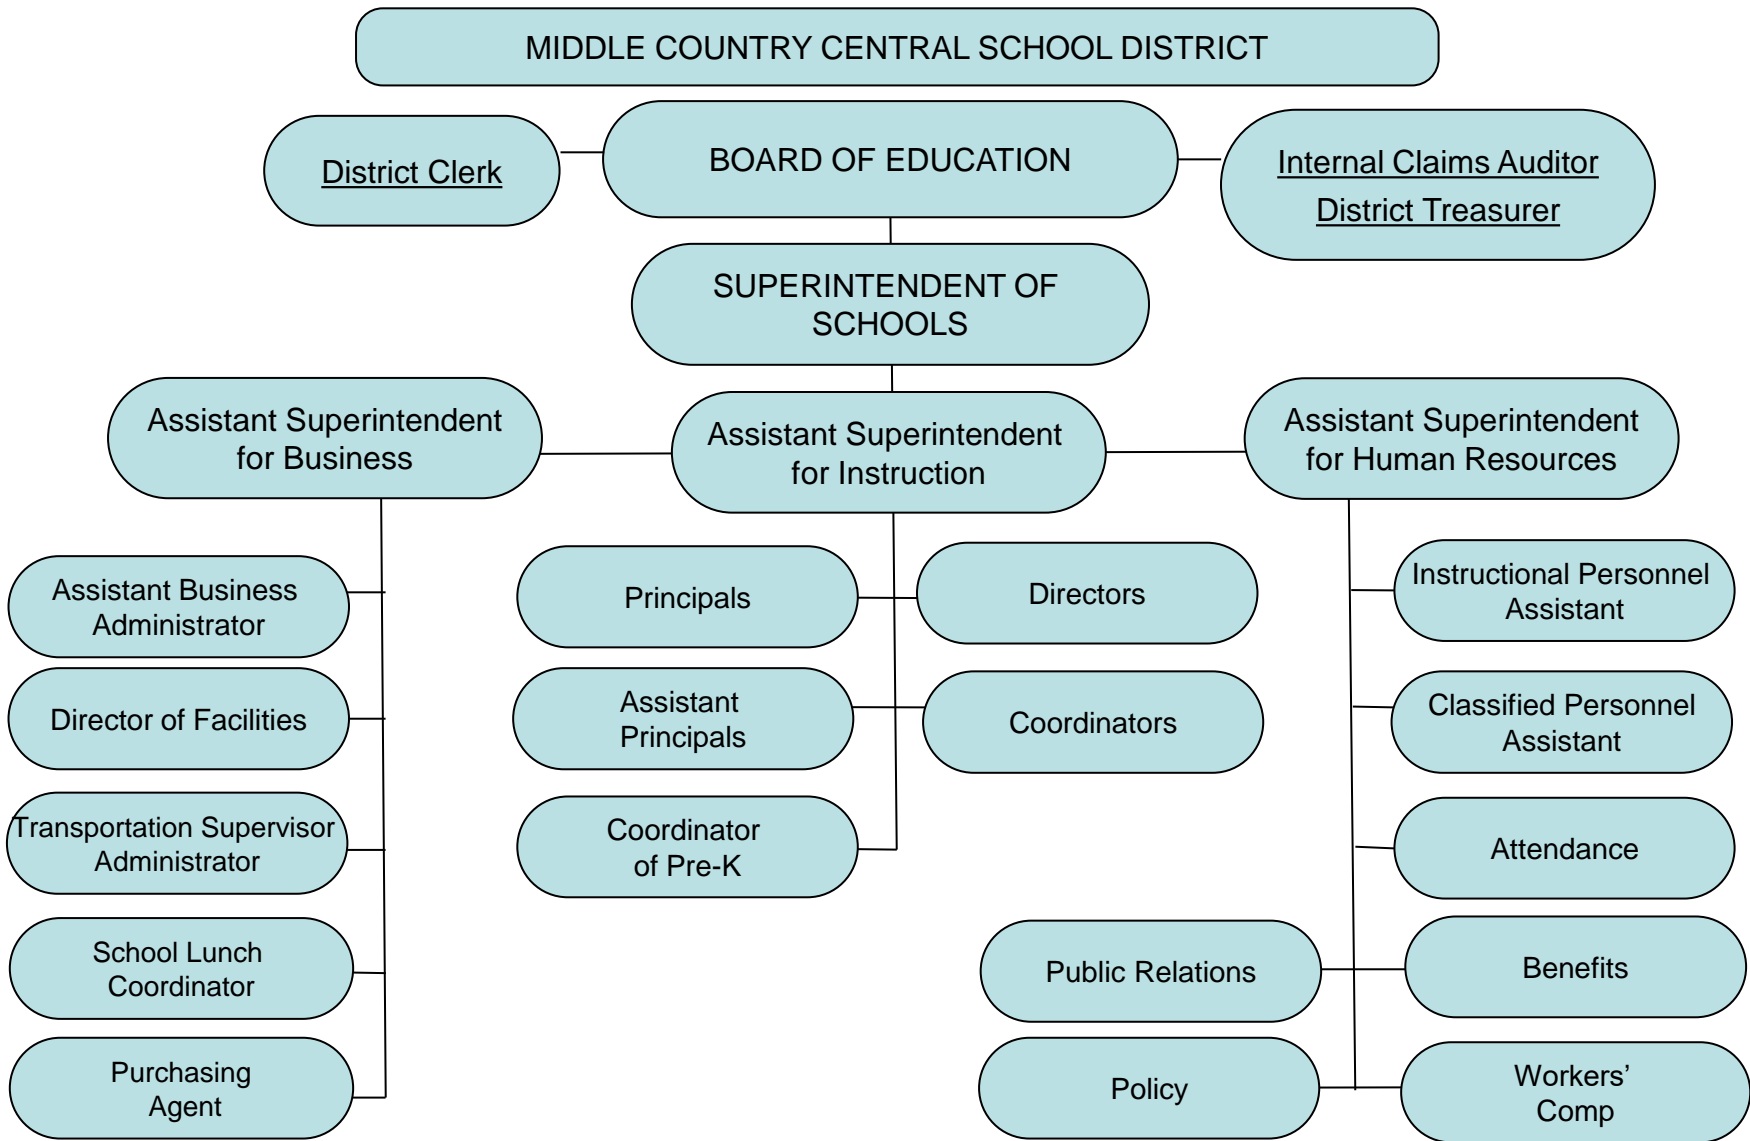 MIDDLE COUNTRY CENTRAL SCHOOL DISTRICT
District Clerk
BOARD OF EDUCATION
Internal Claims Auditor
District Treasurer
SUPERINTENDENT OF
SCHOOLS
Assistant Superintendent
for Business
Assistant Superintendent
for Instruction
Assistant Superintendent
for Human Resources
Assistant Business
Administrator
Director of Facilities
Transportation Supervisor
Administrator
School Lunch
Coordinator
Purchasing
Agent
Principals
Directors
Assistant
Principals
Coordinators
Coordinator
of Pre-K
Instructional Personnel
Assistant
Classified Personnel
Assistant
Attendance
Public Relations
Benefits
Policy
Workers’
Comp